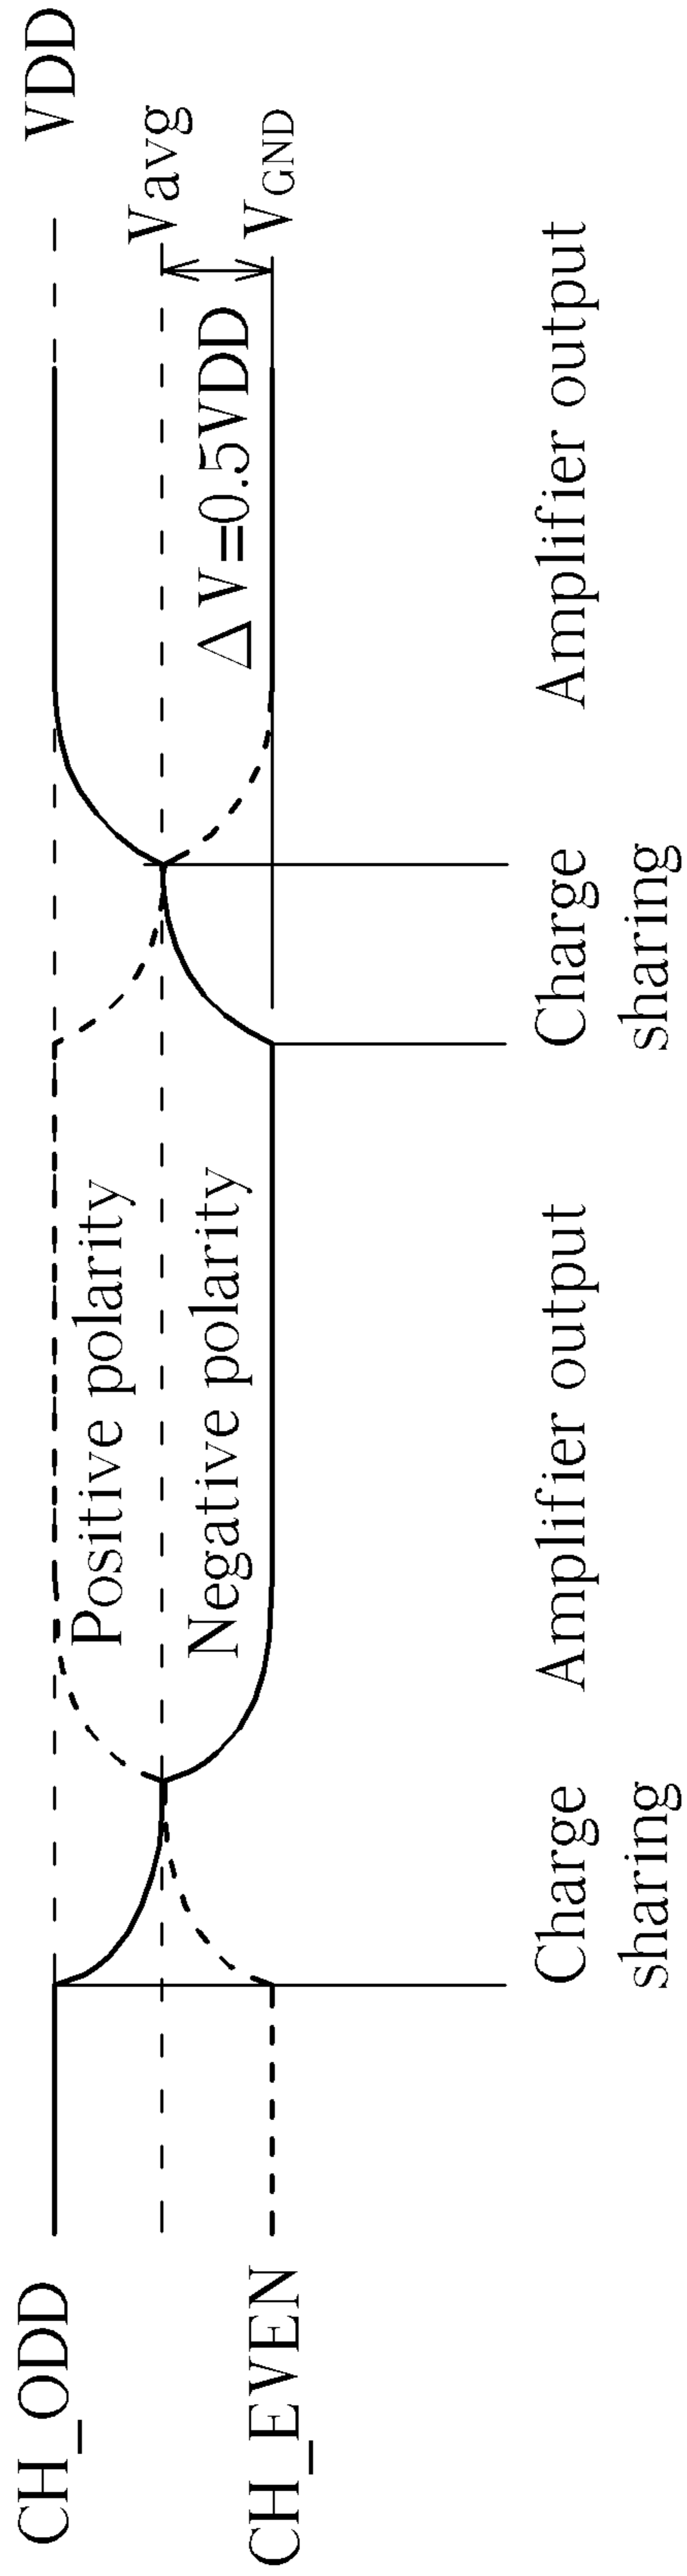 CH_ODD
VDD
Vavg
Positive polarity
Negative polarity
ΔV=0.5VDD
CH_EVEN
VGND
Charge
sharing
Amplifier output
Charge
sharing
Amplifier output